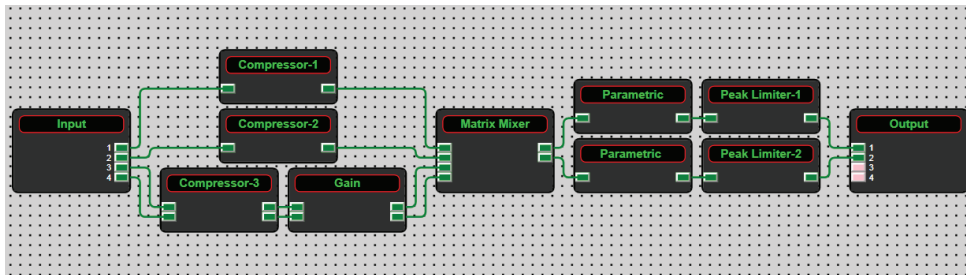 Compressor-1
Input
Compressor-2
Matrix Mixer
Parametric
Peak Limiter-1
Output
1
2
3
4
Compressor-3
Gain
Parametric
Peak Limiter-2
1
2
3
4